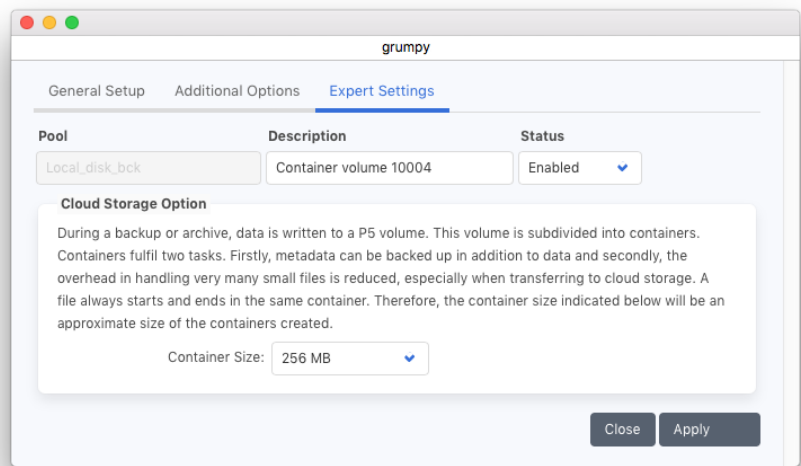 grumpy
General Setup Additional Options Expert Settings
Pool Description Status
Local_disk_bck Container volume 10004 Enabled
Cloud Storage Option
During a backup or archive, data is written to a P5 volume. This volume is subdivided into containers.
Containers fulfil two tasks. Firstly, metadata can be backed up in addition to data and secondly, the
overhead in handling very many small files is reduced, especially when transferring to cloud storage. A
file always starts and ends in the same container. Therefore, the container size indicated below will be an
approximate size of the containers created.
Container Size: 256 MB
Close Apply